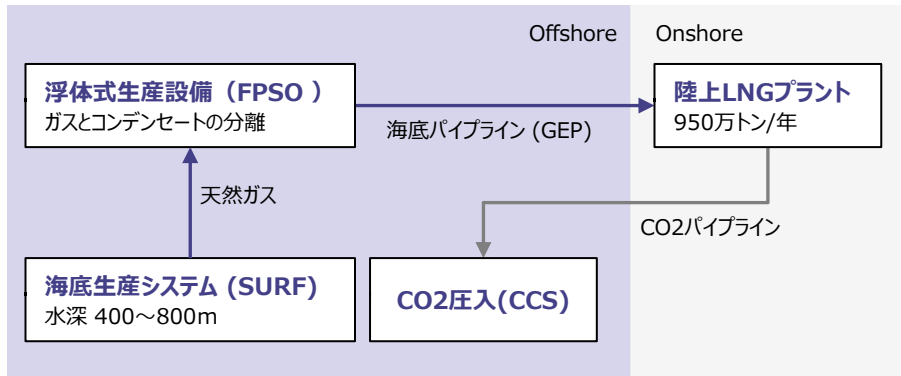 Offshore
Onshore
浮体式生産設備（FPSO ）
ガスとコンデンセートの分離
海底パイプライン (GEP)
陸上LNGプラント
950万トン/年
天然ガス
CO2パイプライン
海底生産システム (SURF)
水深 400～800m
CO2圧入(CCS)